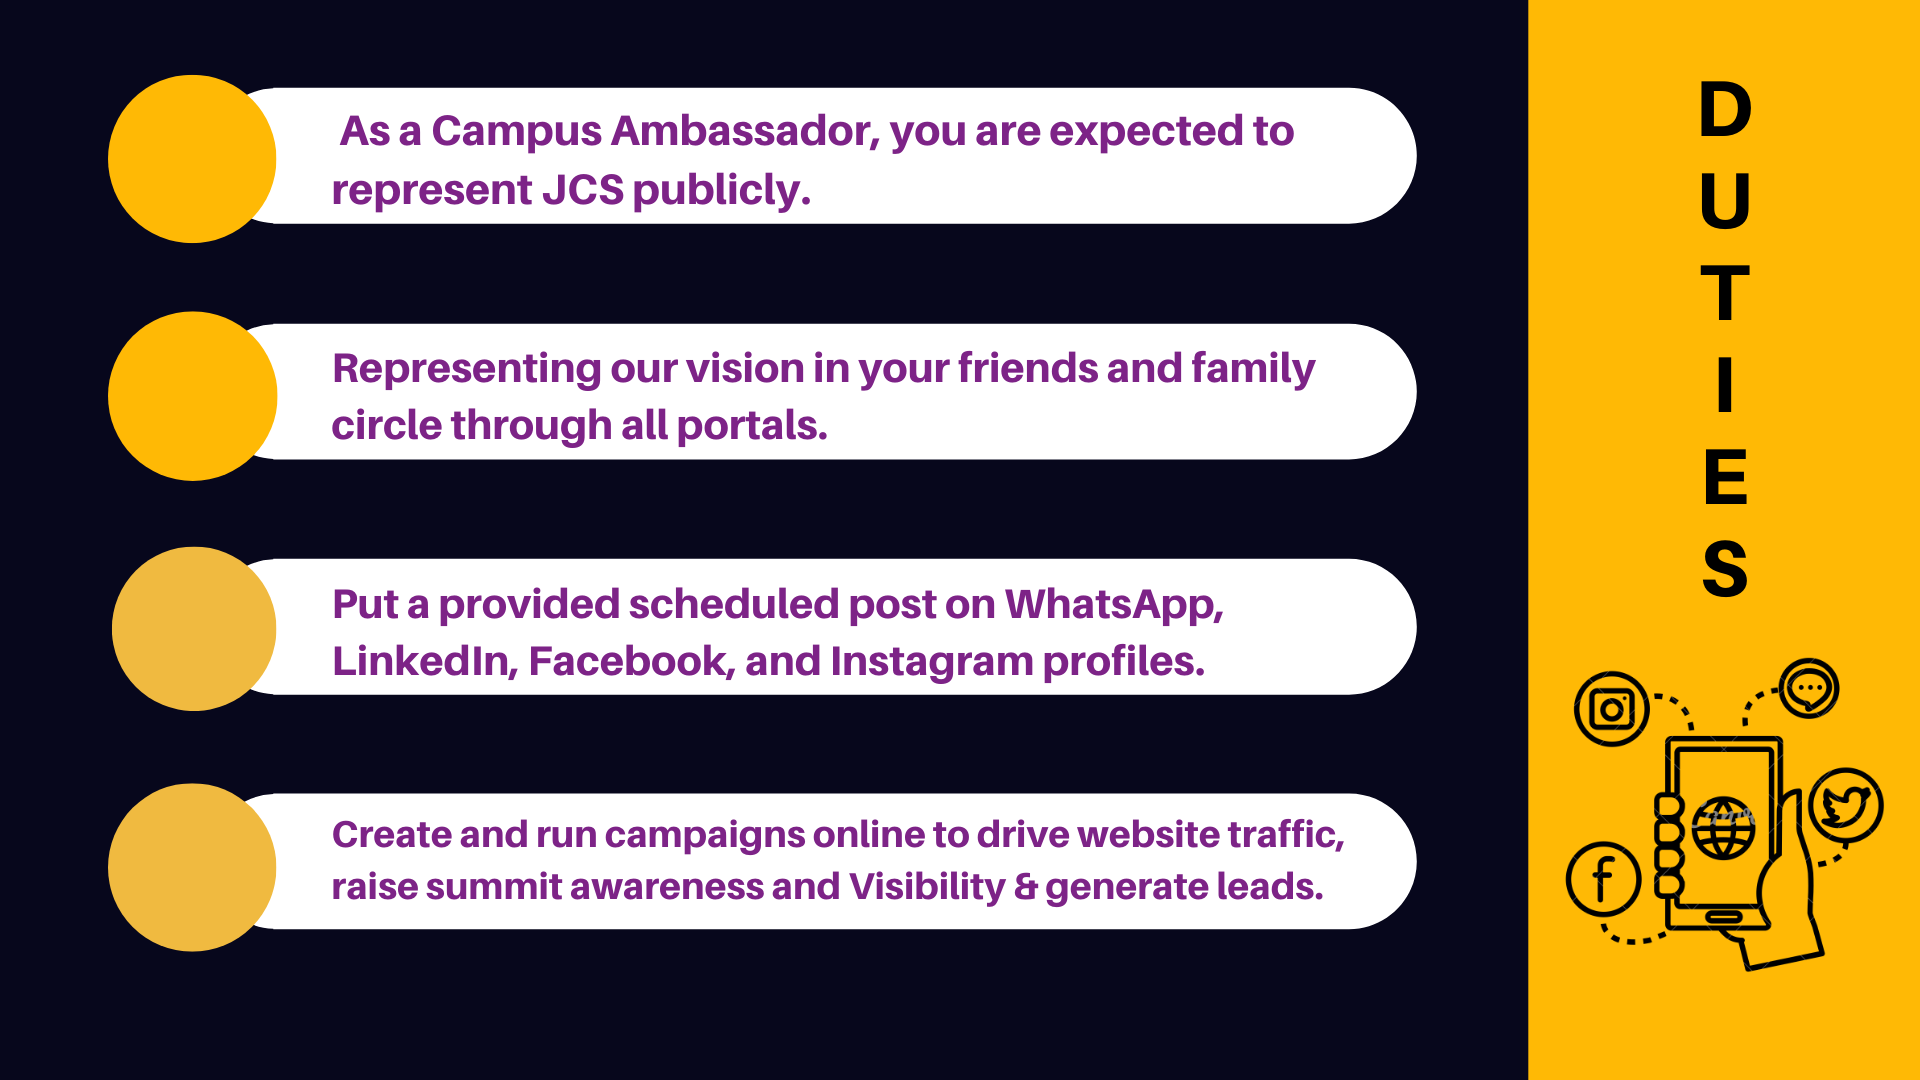 As a Campus Ambassador, you are expected to
represent JCS publicly.
Representing our vision in your friends and family
circle through all portals.
Put a provided scheduled post on WhatsApp,
LinkedIn, Facebook, and Instagram profiles.
Create and run campaigns online to drive website traffic,
raise summit awareness and Visibility & generate leads.
D
U
T
I
E
S